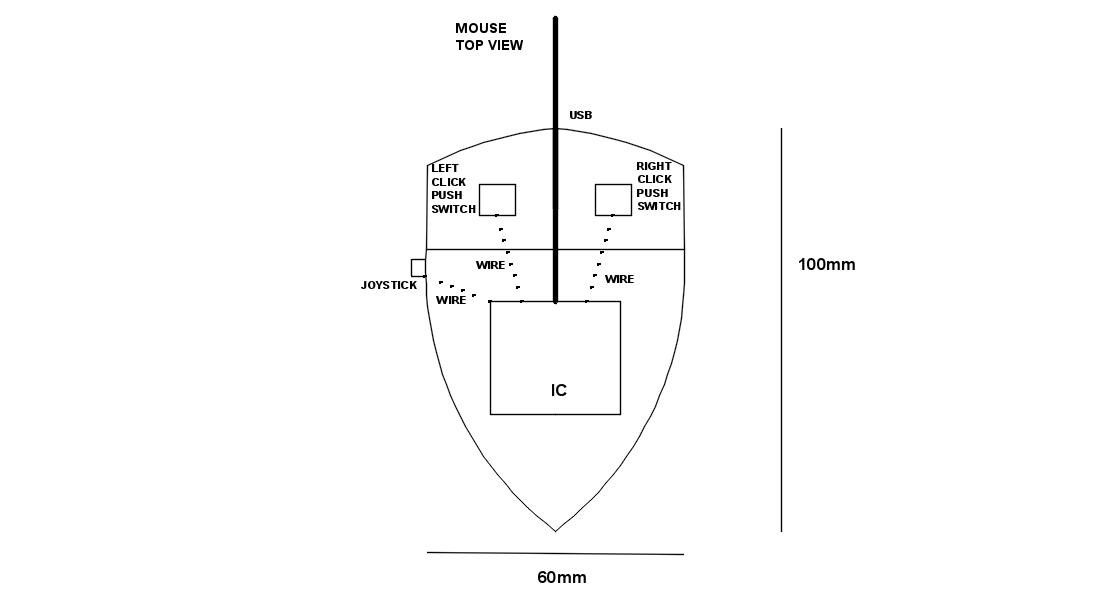 MOUSE
TOP VIEW
USB
LEFT
CLICK
PUSH
SWITCH
RIGHT
CLICK
PUSH
SWITCH
WIRE
WIRE
100mm
JOYSTICK
WIRE
IC
60mm